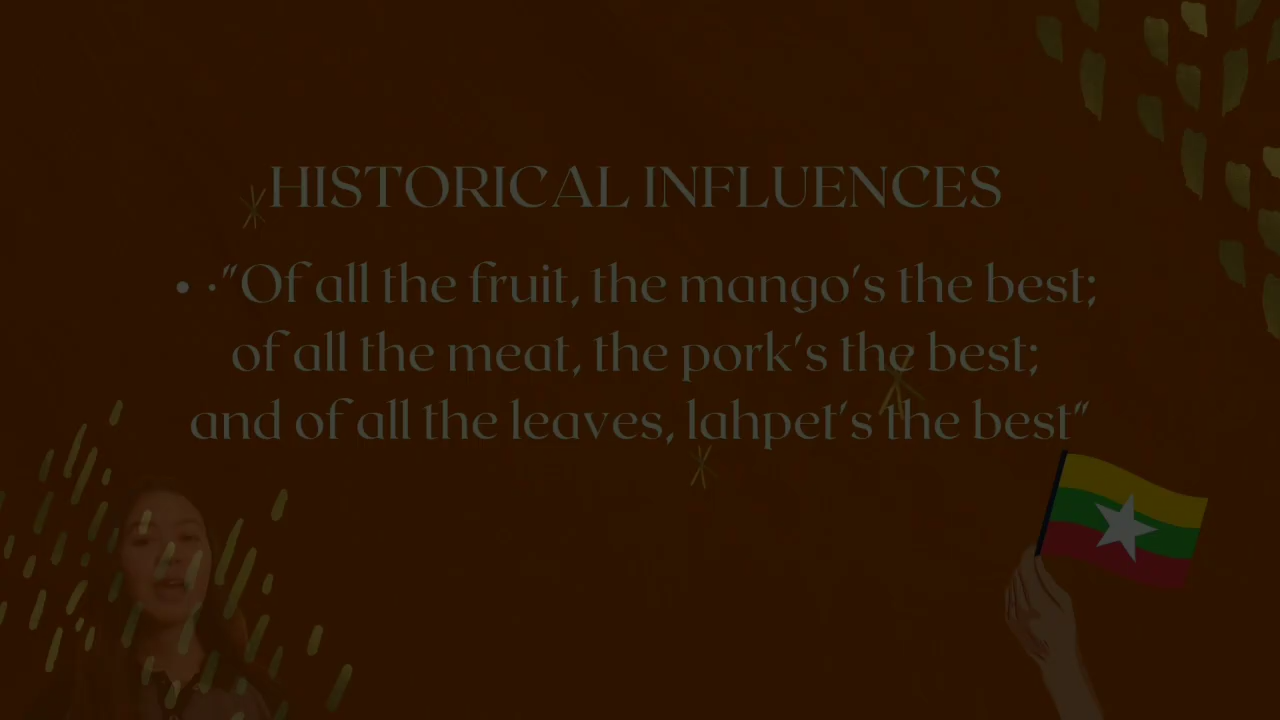 HISTORICAL INFLUENCES
• ·"Of all the fruit, the mango's the best;
of all the meat, the pork's the best;
and of all the leaves, lahpet's the best"